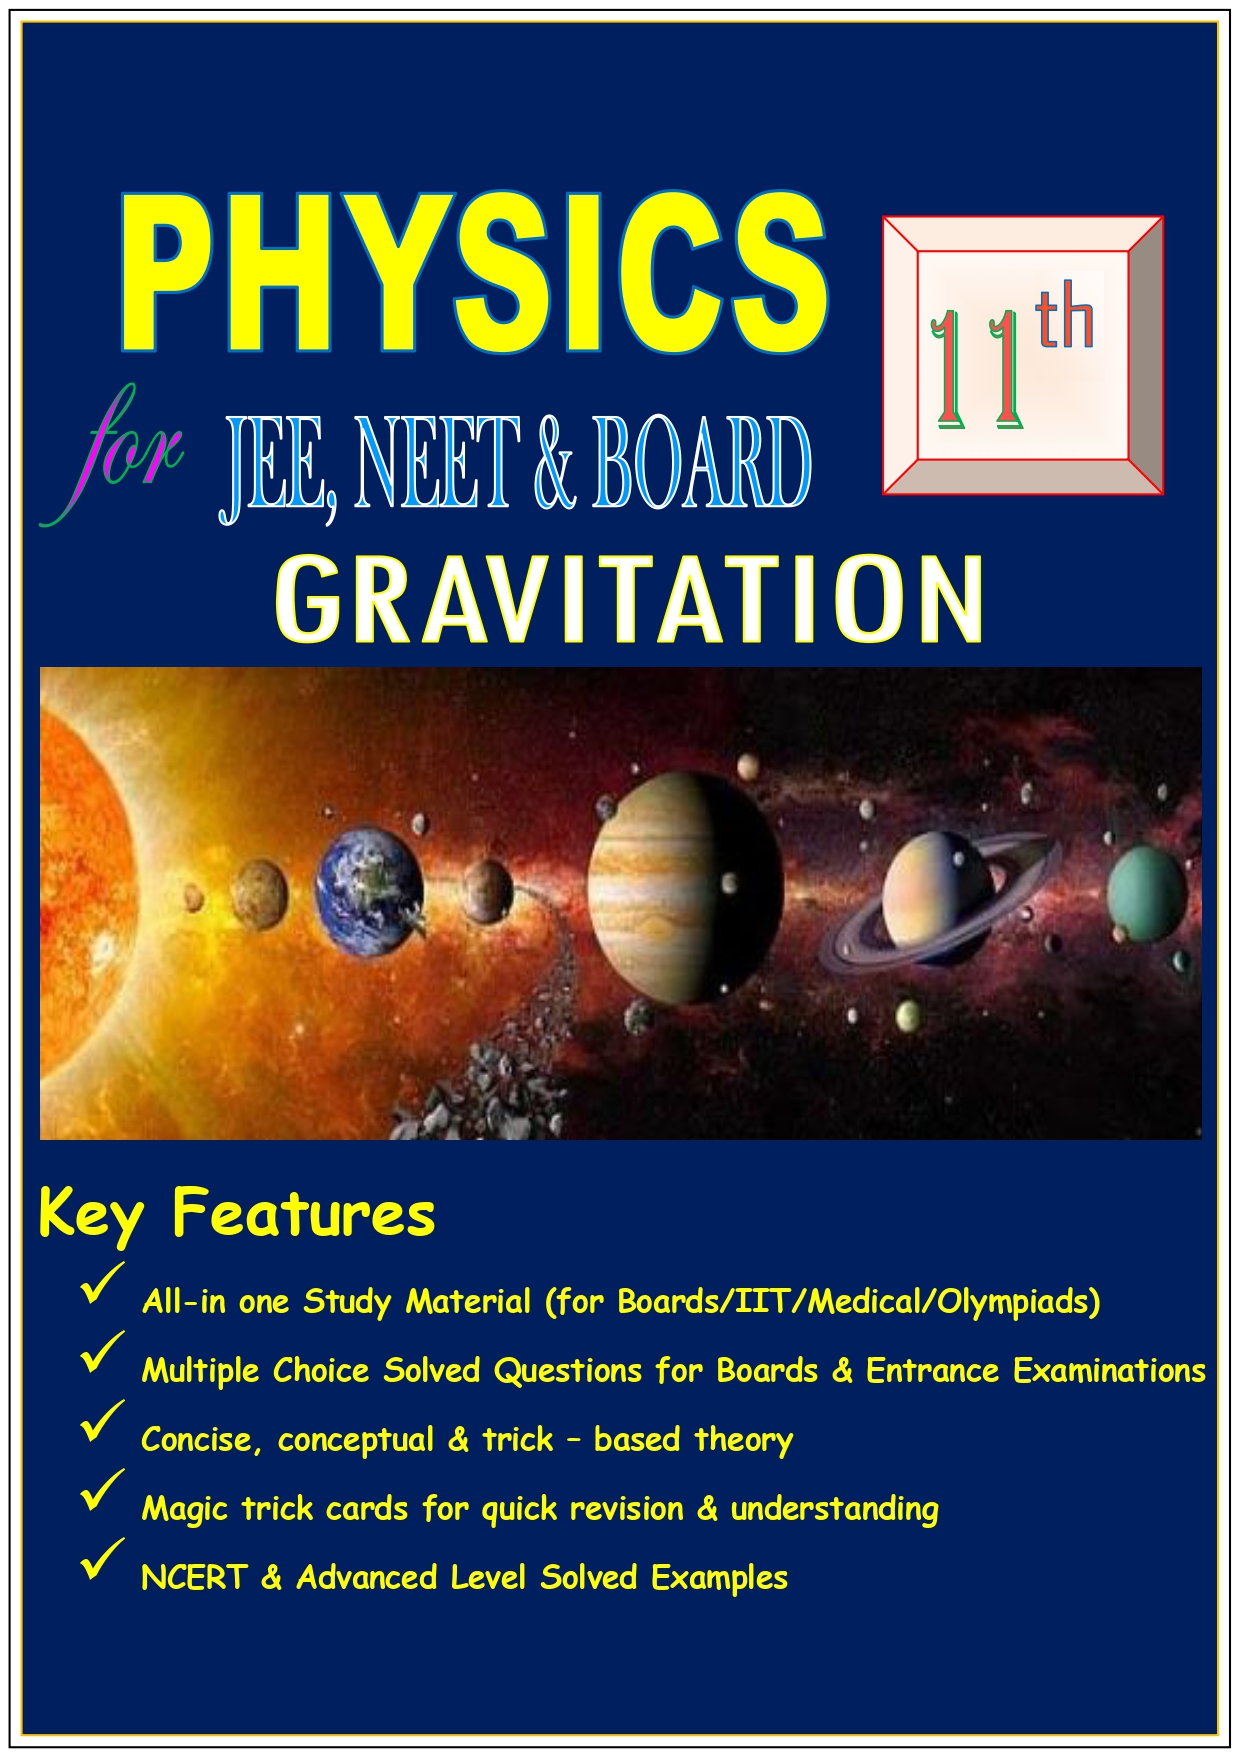 PHYSICS
11th
for JEE, NEET & BOARD
GRAVITATION
Key Features
✓ All-in one Study Material (for Boards/IIT/Medical/Olympiads)
✓ Multiple Choice Solved Questions for Boards & Entrance Examinations
✓ Concise, conceptual & trick – based theory
✓ Magic trick cards for quick revision & understanding
✓ NCERT & Advanced Level Solved Examples